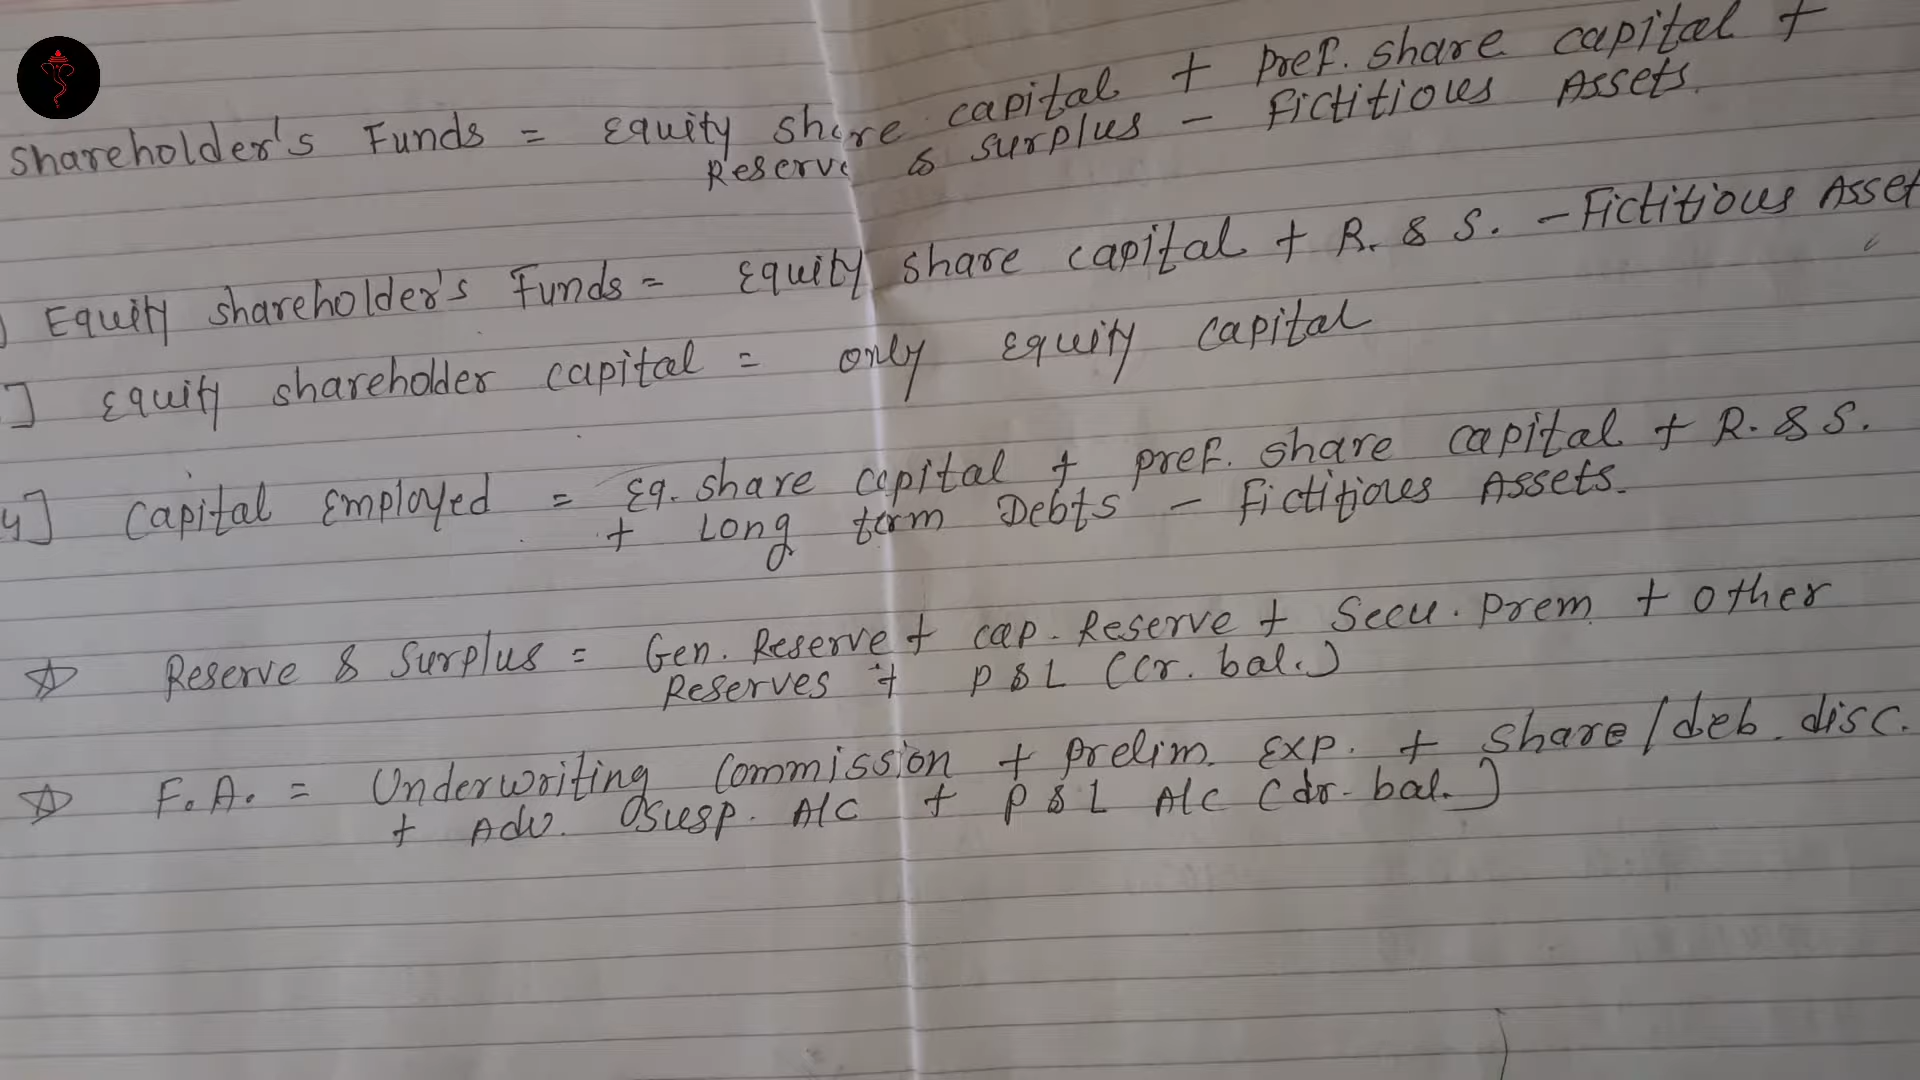 Shareholder's Funds = Equity share capital + Pref. share capital +
Reserve & surplus - Fictitious Assets.
Equity shareholder's Funds = Equity share capital + R. & S. - Fictitious Asset
] Equity shareholder capital = only equity capital
4] Capital Employed = Eq. share capital + pref. share capital + R. & S.
+ Long term Debts - Fictitious Assets.
☆ Reserve & Surplus = Gen. Reserve + cap. Reserve + Secu. prem + other
Reserves + P & L (cr. bal.)
☆ F.A. = Underwriting Commission + prelim. Exp. + share/deb. disc.
+ Adv. Susp. A/C + P & L A/C (dr. bal.)